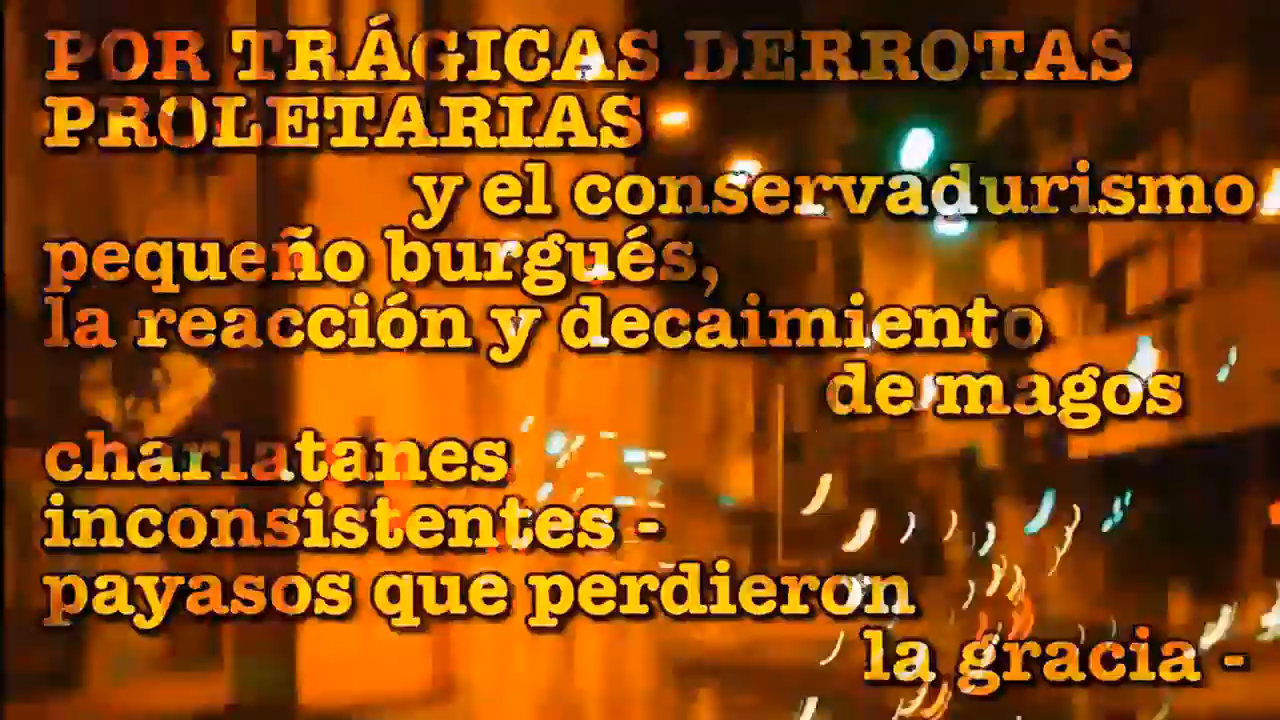 POR TRÁGICAS DERROTAS
PROLETARIAS
y el conservadurismo
pequeño burgués,
la reacción y decaimiento
de magos
charlatanes
inconsistentes -
payasos que perdieron
la gracia -